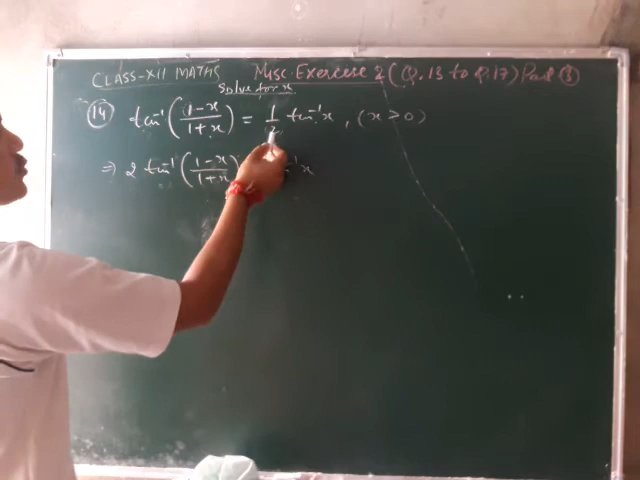 CLASS-XII MATHS Misc. Exercise 2 (Q.13 to Q.17) Part 3
Solve for x
14 tan⁻¹((1-x)/(1+x)) = 1/2 tan⁻¹x, (x > 0)
⇒ 2 tan⁻¹((1-x)/(1+x)) n⁻¹x